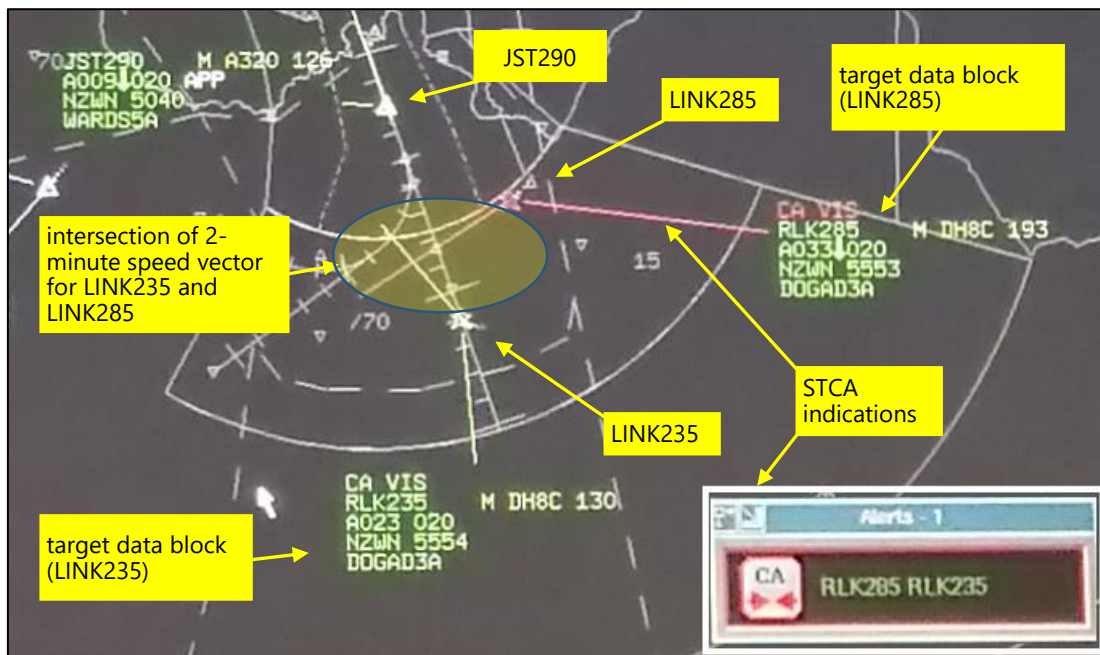 JST290 M A320 126
A009↓020 APP
NZWN 5040
WARDS5A
JST290
LINK285
target data block
(LINK285)
intersection of 2-
minute speed vector
for LINK235 and
LINK285
CA VIS
RLK285 M DH8C 193
A033↓020
NZWN 5553
DOGAD3A
15
/70
STCA
indications
LINK235
target data block
(LINK235)
CA VIS
RLK235 M DH8C 130
A023 020
NZWN 5554
DOGAD3A
Alerts - 1
CA
RLK285 RLK235